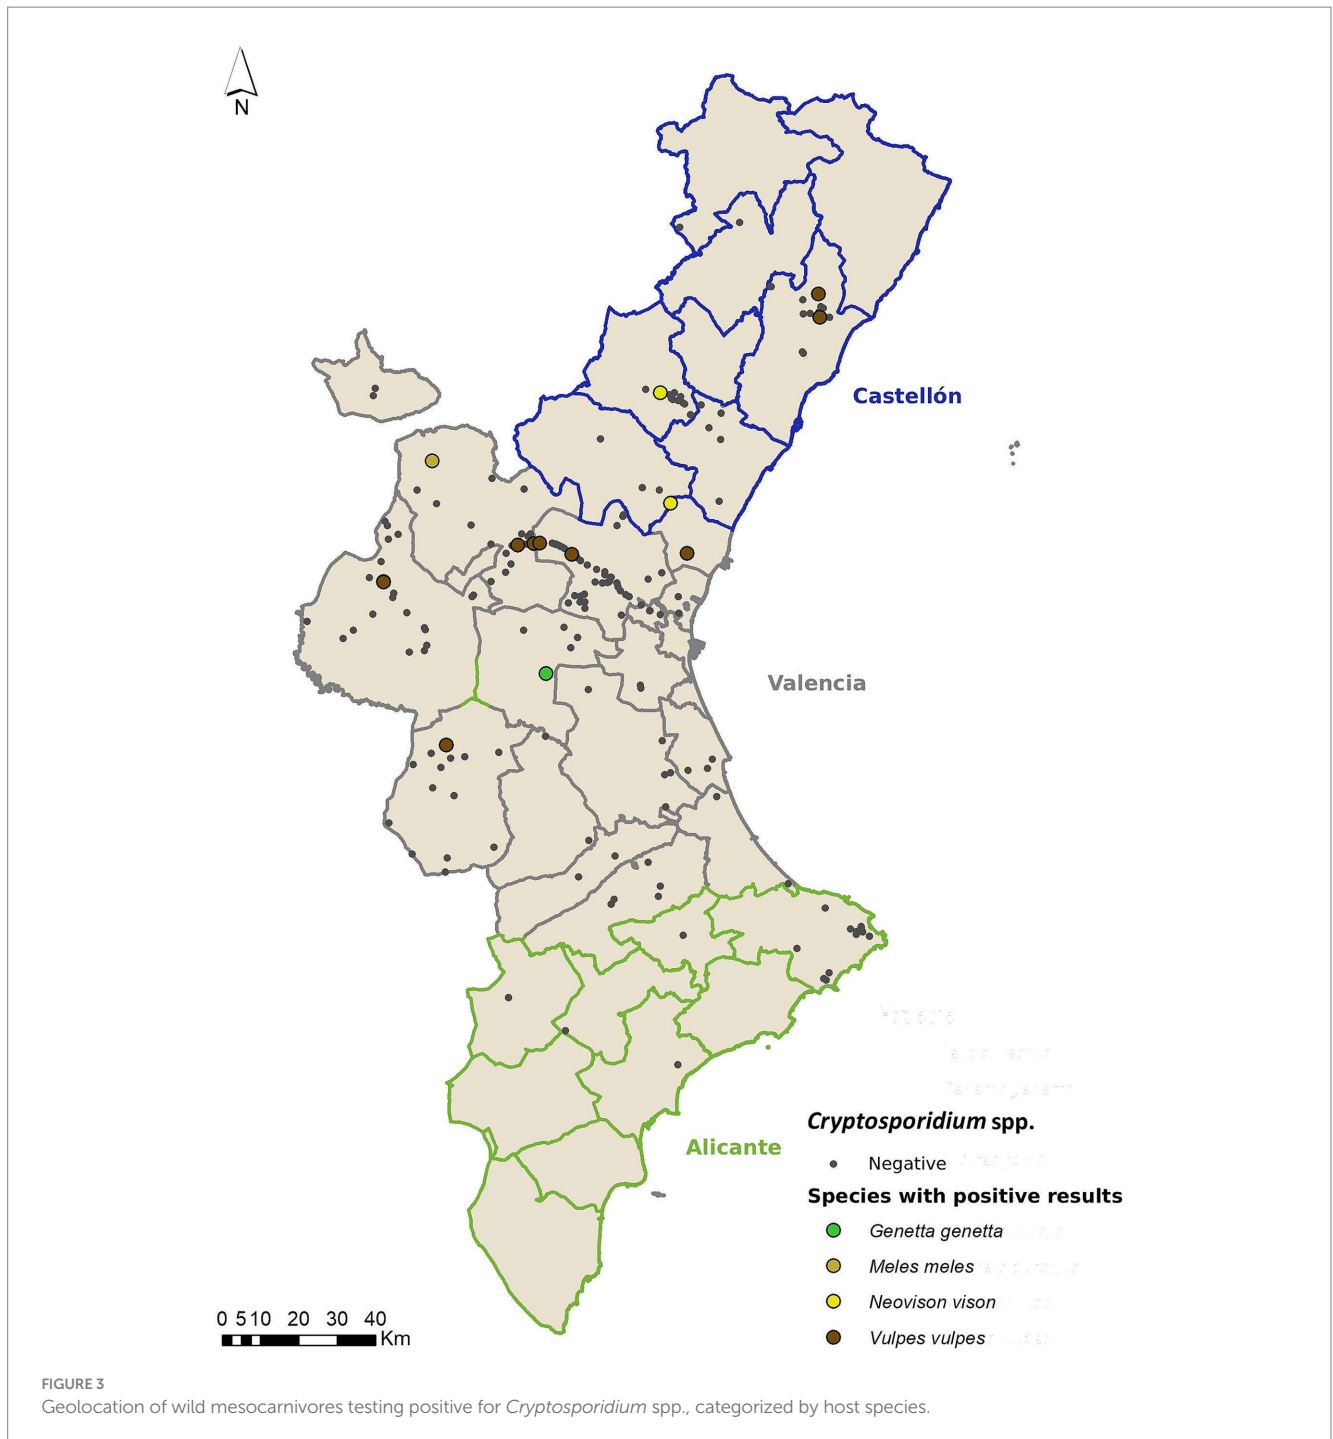 N
Castellón
Valencia
Alicante
Cryptosporidium spp.
Negative
Species with positive results
Genetta genetta
Meles meles
Neovison vison
Vulpes vulpes
0 5 10 20 30 40
Km
FIGURE 3
Geolocation of wild mesocarnivores testing positive for Cryptosporidium spp., categorized by host species.